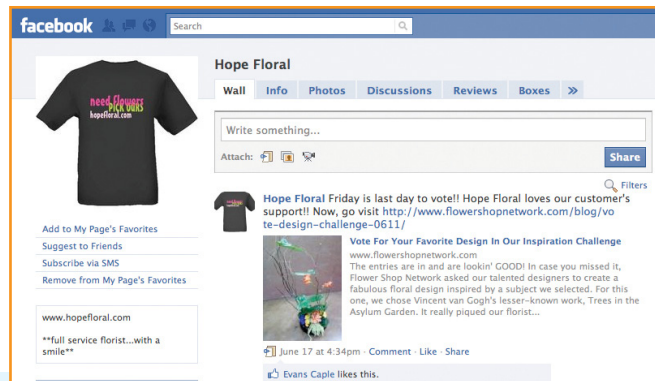 facebook
Search
need flowers
PICK OURS
hopefloral.com
Add to My Page's Favorites
Suggest to Friends
Subscribe via SMS
Remove from My Page's Favorites
www.hopefloral.com
**full service florist...with a
smile**
Hope Floral
Wall Info Photos Discussions Reviews Boxes »
Write something...
Attach:
Share
Filters
Hope Floral Friday is last day to vote!! Hope Floral loves our customer's
support!! Now, go visit http://www.flowershopnetwork.com/blog/vo
te-design-challenge-0611/
Vote For Your Favorite Design In Our Inspiration Challenge
www.flowershopnetwork.com
The entries are in and are lookin' GOOD! In case you missed it,
Flower Shop Network asked our talented designers to create a
fabulous floral design inspired by a subject we selected. For this
one, we chose Vincent van Gogh's lesser-known work, Trees in the
Asylum Garden. It really piqued our florist...
June 17 at 4:34pm · Comment · Like · Share
Evans Caple likes this.